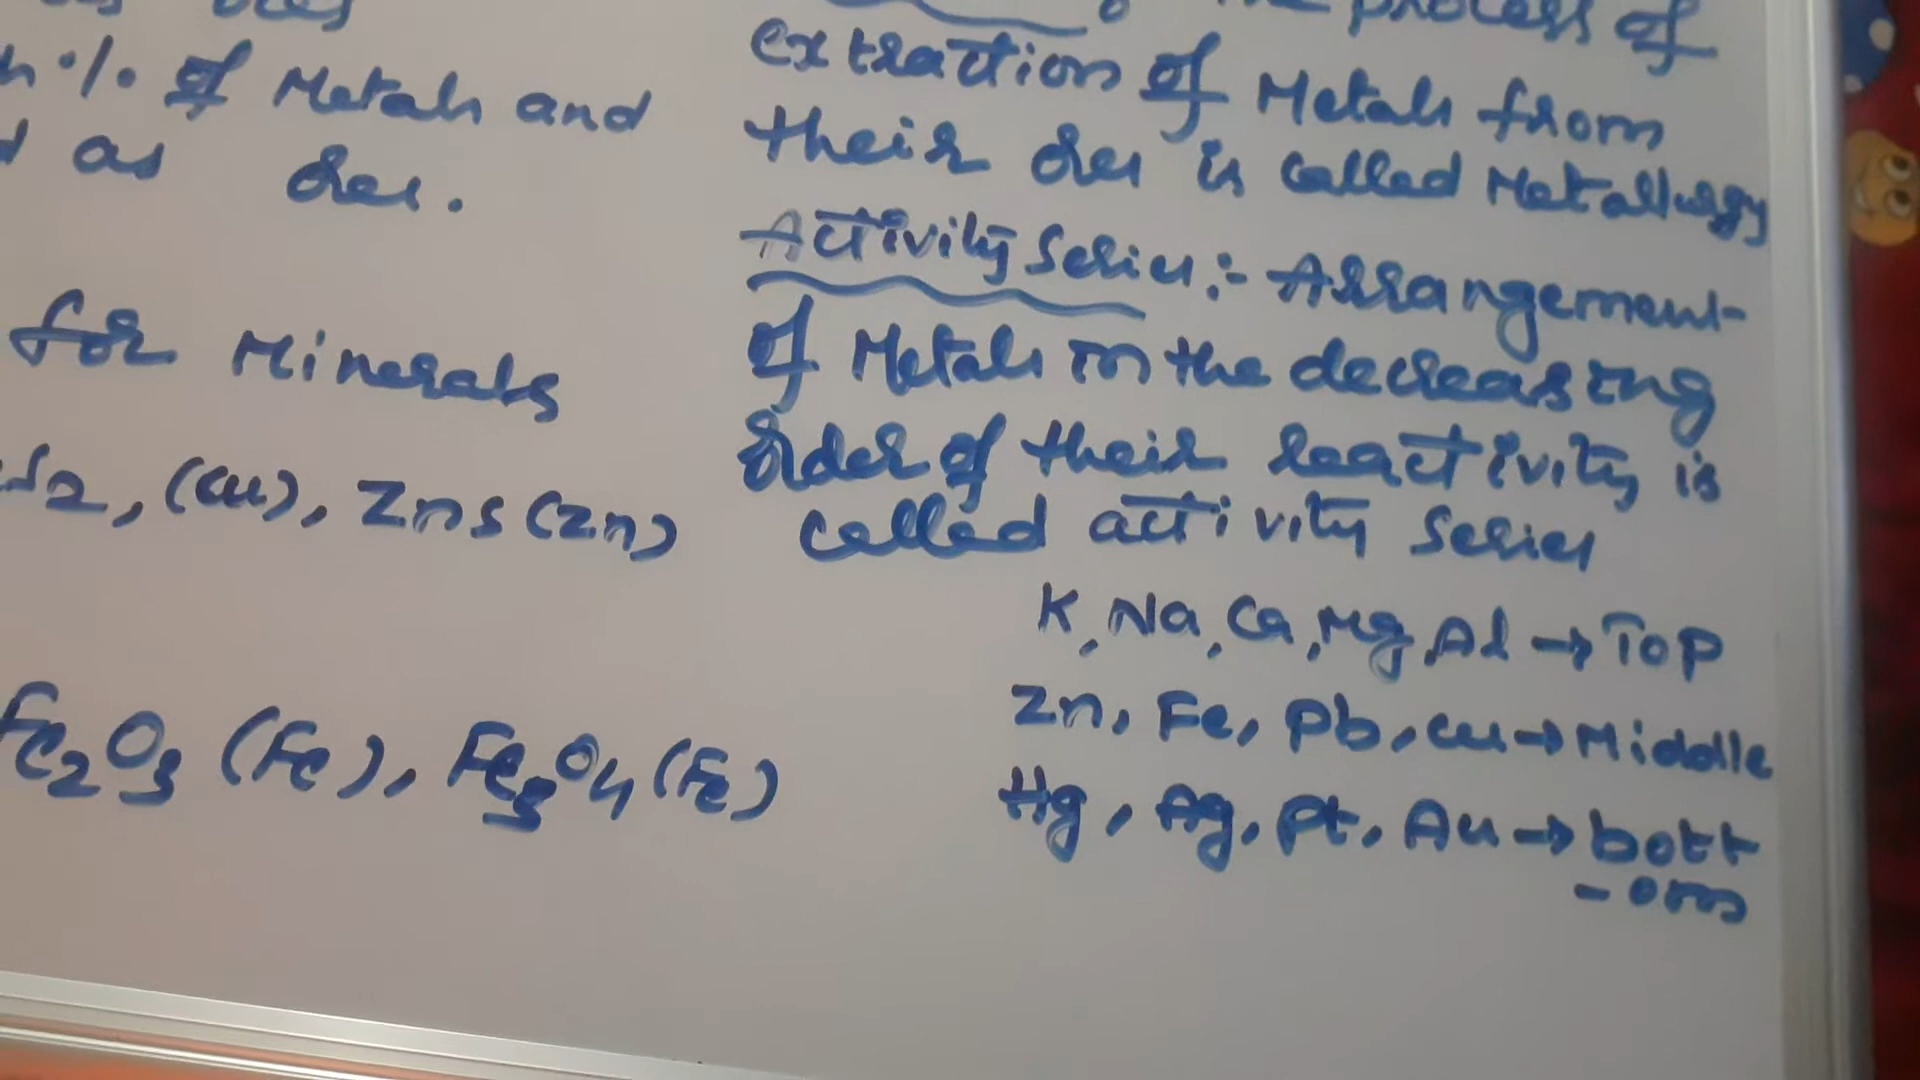 % of Metals and
as ores.
for Minerals
S2, (Cu), ZnS (Zn)
Fe2O3 (Fe), Fe3O4 (Fe)
process of
extraction of Metals from
their ores is called Metallurgy
Activity Series:- Arrangement
of Metals in the decreasing
order of their reactivity is
called activity series
K, Na, Ca, Mg, Al → Top
Zn, Fe, Pb, Cu → Middle
Hg, Ag, Pt, Au → bott
- om